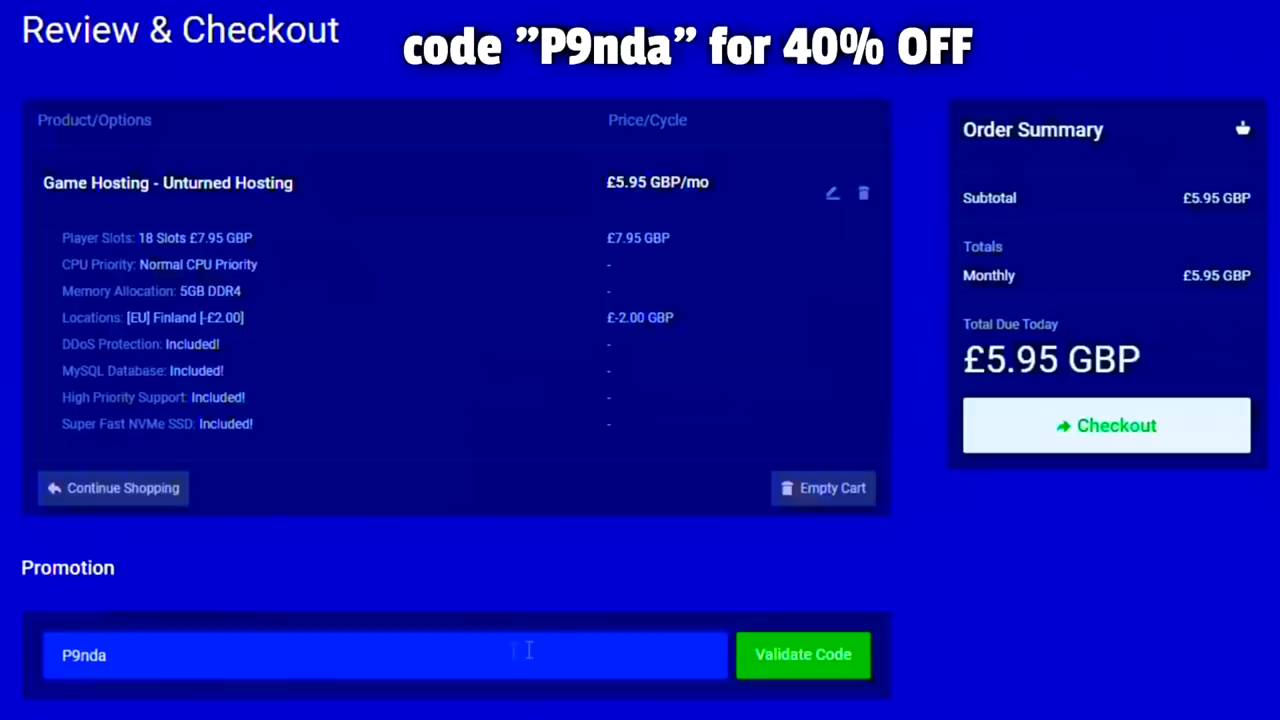 Review & Checkout
code ”P9nda” for 40% OFF
Product/Options Price/Cycle
Game Hosting - Unturned Hosting £5.95 GBP/mo
Player Slots: 18 Slots £7.95 GBP £7.95 GBP
CPU Priority: Normal CPU Priority -
Memory Allocation: 5GB DDR4 -
Locations: [EU] Finland [-£2.00] £-2.00 GBP
DDoS Protection: Included! -
MySQL Database: Included! -
High Priority Support: Included! -
Super Fast NVMe SSD: Included! -
Continue Shopping Empty Cart
Order Summary
Subtotal £5.95 GBP
Totals
Monthly £5.95 GBP
Total Due Today
£5.95 GBP
Checkout
Promotion
P9nda Validate Code